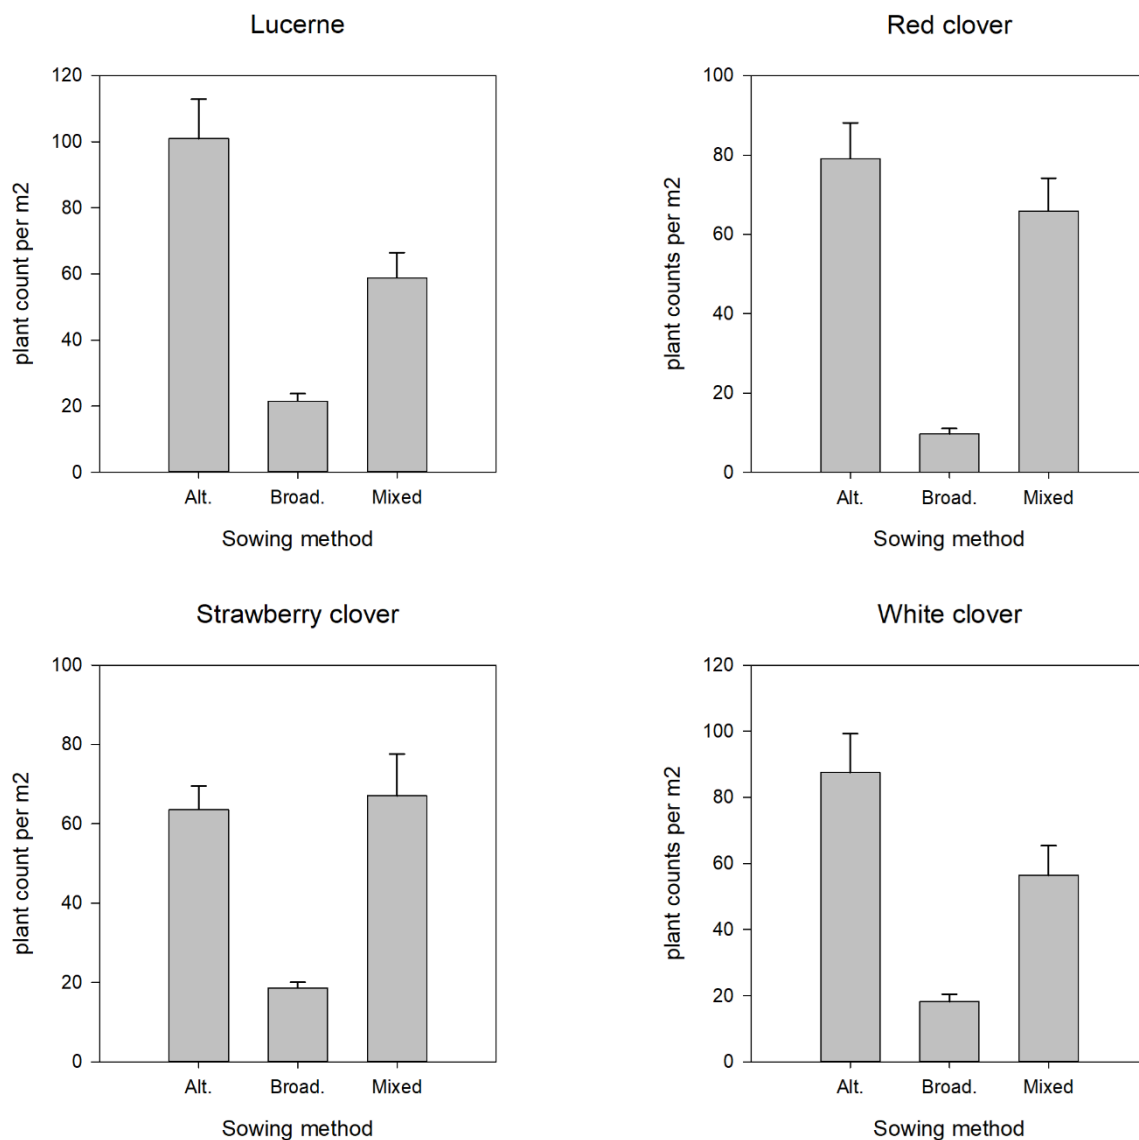 Lucerne
120
100
80
60
40
20
0
plant count per m2
Alt. Broad. Mixed
Sowing method
Red clover
100
80
60
40
20
0
plant counts per m2
Alt. Broad. Mixed
Sowing method
Strawberry clover
100
80
60
40
20
0
plant count per m2
Alt. Broad. Mixed
Sowing method
White clover
120
100
80
60
40
20
0
plant counts per m2
Alt. Broad. Mixed
Sowing method